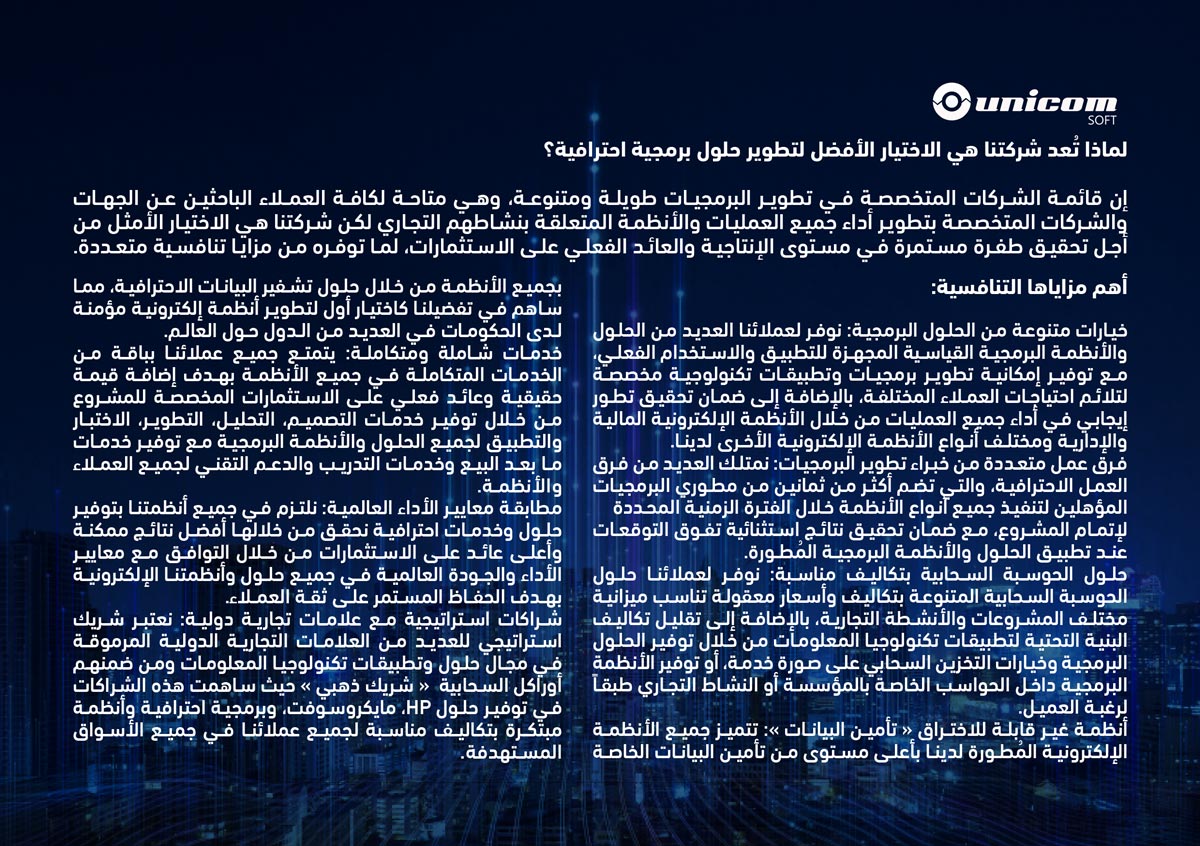 unicom
SOFT
لماذا تُعد شركتنا هي الاختيار الأفضل لتطوير حلول برمجية احترافية؟
إن قائمة الشركات المتخصصة في تطوير البرمجيات طويلة ومتنوعة، وهي متاحة لكافة العملاء الباحثين عن الجهات
والشركات المتخصصة بتطوير أداء جميع العمليات والأنظمة المتعلقة بنشاطهم التجاري لكن شركتنا هي الاختيار الأمثل من
أجل تحقيق طفرة مستمرة في مستوى الإنتاجية والعائد الفعلي على الاستثمارات، لما توفره من مزايا تنافسية متعددة.
أهم مزاياها التنافسية:
خيارات متنوعة من الحلول البرمجية: نوفر لعملائنا العديد من الحلول
والأنظمة البرمجية القياسية المجهزة للتطبيق والاستخدام الفعلي،
مع توفير إمكانية تطوير برمجيات وتطبيقات تكنولوجية مخصصة
لتلائم احتياجات العملاء المختلفة، بالإضافة إلى ضمان تحقيق تطور
إيجابي في أداء جميع العمليات من خلال الأنظمة الإلكترونية المالية
والإدارية ومختلف أنواع الأنظمة الإلكترونية الأخرى لدينا.
فرق عمل متعددة من خبراء تطوير البرمجيات: نمتلك العديد من فرق
العمل الاحترافية، والتي تضم أكثر من ثمانين من مطوري البرمجيات
المؤهلين لتنفيذ جميع أنواع الأنظمة خلال الفترة الزمنية المحددة
لإتمام المشروع، مع ضمان تحقيق نتائج استثنائية تفوق التوقعات
عند تطبيق الحلول والأنظمة البرمجية المُطورة.
حلول الحوسبة السحابية بتكاليف مناسبة: نوفر لعملائنا حلول
الحوسبة السحابية المتنوعة بتكاليف وأسعار معقولة تناسب ميزانية
مختلف المشروعات والأنشطة التجارية، بالإضافة إلى تقليل تكاليف
البنية التحتية لتطبيقات تكنولوجيا المعلومات من خلال توفير الحلول
البرمجية وخيارات التخزين السحابي على صورة خدمة، أو توفير الأنظمة
البرمجية داخل الحواسب الخاصة بالمؤسسة أو النشاط التجاري طبقاً
لرغبة العميل.
أنظمة غير قابلة للاختراق « تأمين البيانات »: تتميز جميع الأنظمة
الإلكترونية المُطورة لدينا بأعلى مستوى من تأمين البيانات الخاصة
بجميع الأنظمة من خلال حلول تشفير البيانات الاحترافية، مما
ساهم في تفضيلنا كاختيار أول لتطوير أنظمة إلكترونية مؤمنة
لدى الحكومات في العديد من الدول حول العالم.
خدمات شاملة ومتكاملة: يتمتع جميع عملائنا بباقة من
الخدمات المتكاملة في جميع الأنظمة بهدف إضافة قيمة
حقيقية وعائد فعلي على الاستثمارات المخصصة للمشروع
من خلال توفير خدمات التصميم، التحليل، التطوير، الاختبار
والتطبيق لجميع الحلول والأنظمة البرمجية مع توفير خدمات
ما بعد البيع وخدمات التدريب والدعم التقني لجميع العملاء
والأنظمة.
مطابقة معايير الأداء العالمية: نلتزم في جميع أنظمتنا بتوفير
حلول وخدمات احترافية نحقق من خلالها أفضل نتائج ممكنة
وأعلى عائد على الاستثمارات من خلال التوافق مع معايير
الأداء والجودة العالمية في جميع حلول وأنظمتنا الإلكترونية
بهدف الحفاظ المستمر على ثقة العملاء.
شراكات استراتيجية مع علامات تجارية دولية: نعتبر شريك
استراتيجي للعديد من العلامات التجارية الدولية المرموقة
في مجال حلول وتطبيقات تكنولوجيا المعلومات ومن ضمنهم
أوراكل السحابية « شريك ذهبي » حيث ساهمت هذه الشراكات
في توفير حلول HP، مايكروسوفت، وبرمجية احترافية وأنظمة
مبتكرة بتكاليف مناسبة لجميع عملائنا في جميع الأسواق
المستهدفة.